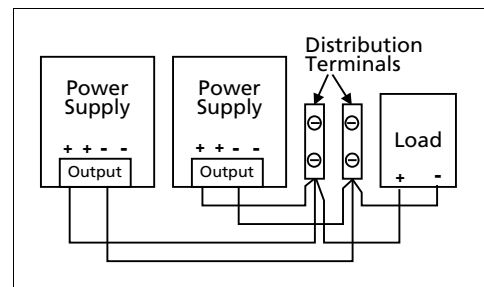 Distribution
Terminals
Power
Supply
+ + - -
Output
Power
Supply
+ + - -
Output
Load
+ -